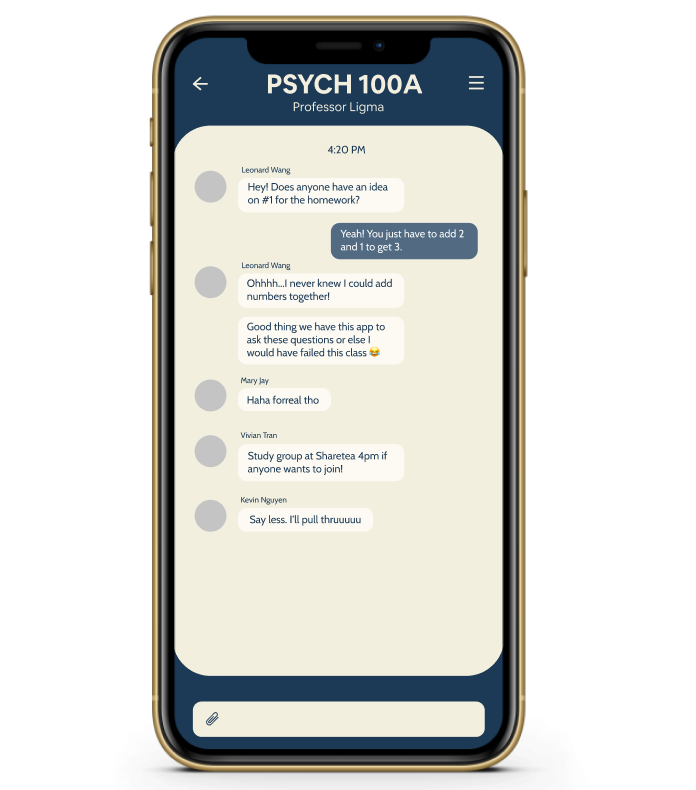 PSYCH 100A
Professor Ligma
4:20 PM
Leonard Wang
Hey! Does anyone have an idea
on #1 for the homework?
Yeah! You just have to add 2
and 1 to get 3.
Leonard Wang
Ohhhh...I never knew I could add
numbers together!
Good thing we have this app to
ask these questions or else I
would have failed this class 😂
Mary Jay
Haha forreal tho
Vivian Tran
Study group at Sharetea 4pm if
anyone wants to join!
Kevin Nguyen
Say less. I'll pull thruuuuu